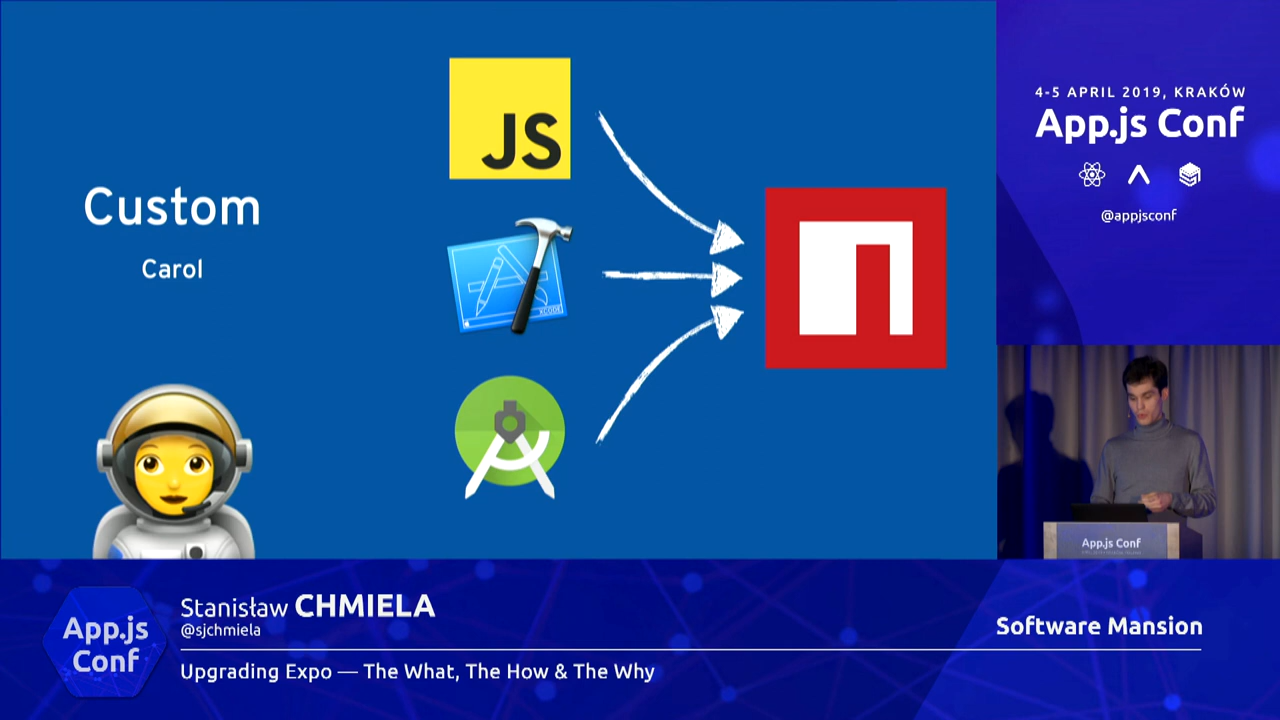 Custom
Carol
JS
XCODE
4-5 APRIL 2019, KRAKÓW
App.js Conf
@appjsconf
App.js Conf
App.js
Conf
Stanisław CHMIELA
@sjchmiela
Upgrading Expo — The What, The How & The Why
Software Mansion